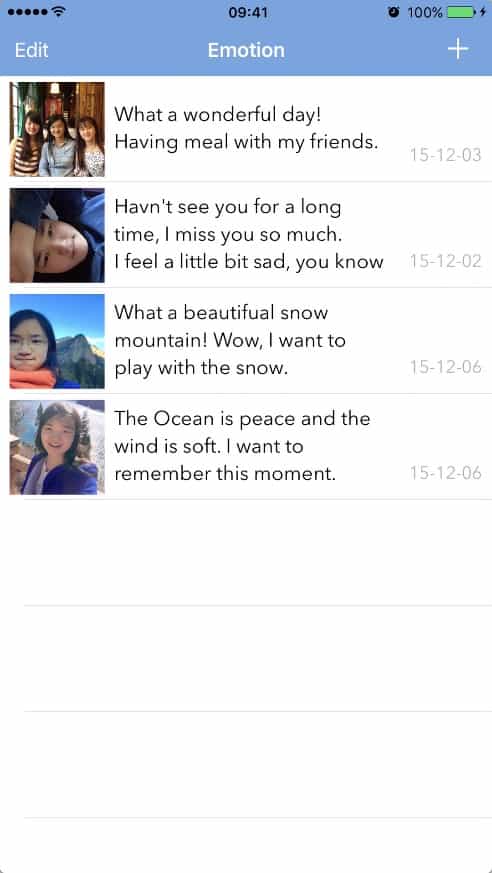 09:41
100%
Edit
Emotion
What a wonderful day!
Having meal with my friends.
15-12-03
Havn't see you for a long
time, I miss you so much.
I feel a little bit sad, you know
15-12-02
What a beautifual snow
mountain! Wow, I want to
play with the snow.
15-12-06
The Ocean is peace and the
wind is soft. I want to
remember this moment.
15-12-06